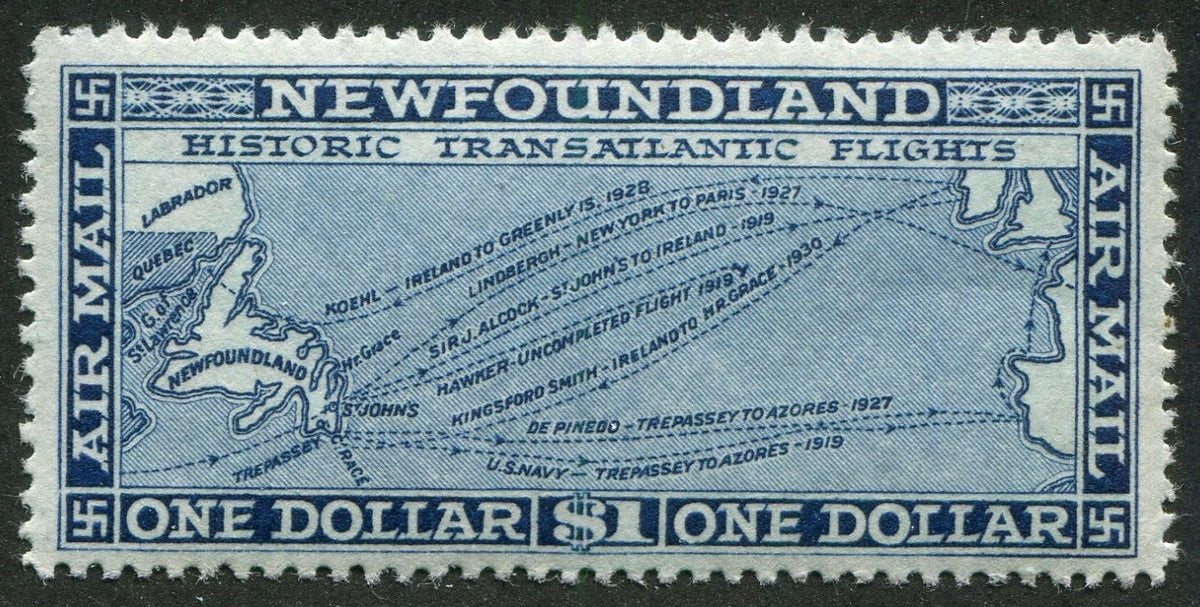 NEWFOUNDLAND
HISTORIC TRANSATLANTIC FLIGHTS
AIR MAIL
AIR MAIL
LABRADOR
QUEBEC
G. of
St Lawrence
NEWFOUNDLAND
Hr. Grace
ST JOHN'S
TREPASSEY
C. RACE
KOEHL - IRELAND TO GREENLY IS. 1928
LINDBERGH - NEW YORK TO PARIS - 1927
SIR J. ALCOCK - ST JOHN'S TO IRELAND - 1919
HAWKER - UNCOMPLETED FLIGHT 1919
KINGSFORD SMITH - IRELAND TO HR. GRACE - 1930
DE PINEDO - TREPASSEY TO AZORES - 1927
U.S. NAVY - TREPASSEY TO AZORES - 1919
ONE DOLLAR $1 ONE DOLLAR